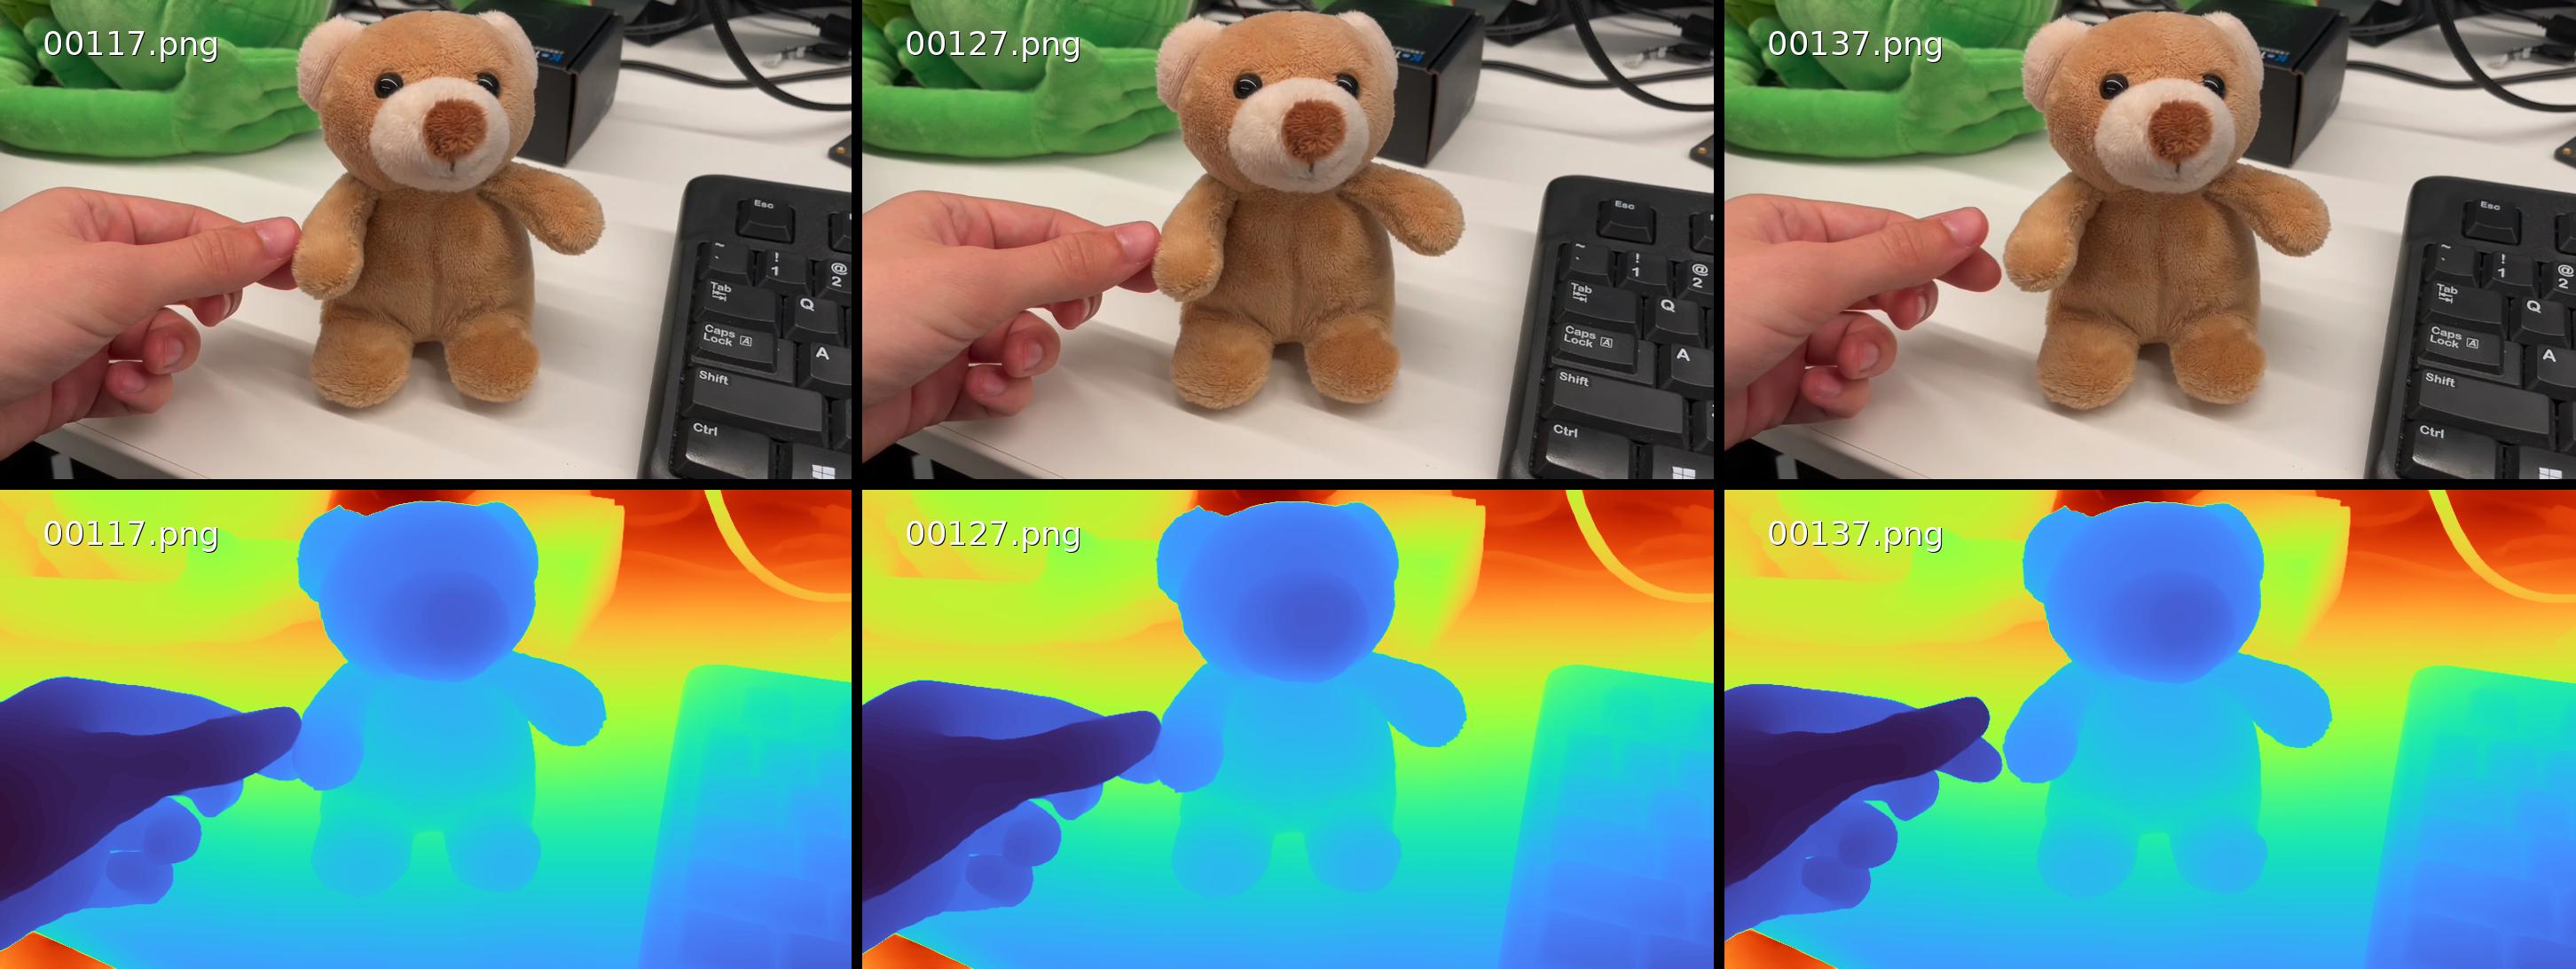 00117.png
Esc
~
`
!
1
@
2
Tab
Q
Caps
Lock
A
A
Shift
Ctrl
00127.png
Esc
~
`
!
1
@
2
Tab
Q
Caps
Lock
A
A
Shift
Ctrl
00137.png
Esc
~
`
!
1
@
2
Tab
Q
Caps
Lock
A
A
Shift
Ctrl
00117.png
00127.png
00137.png